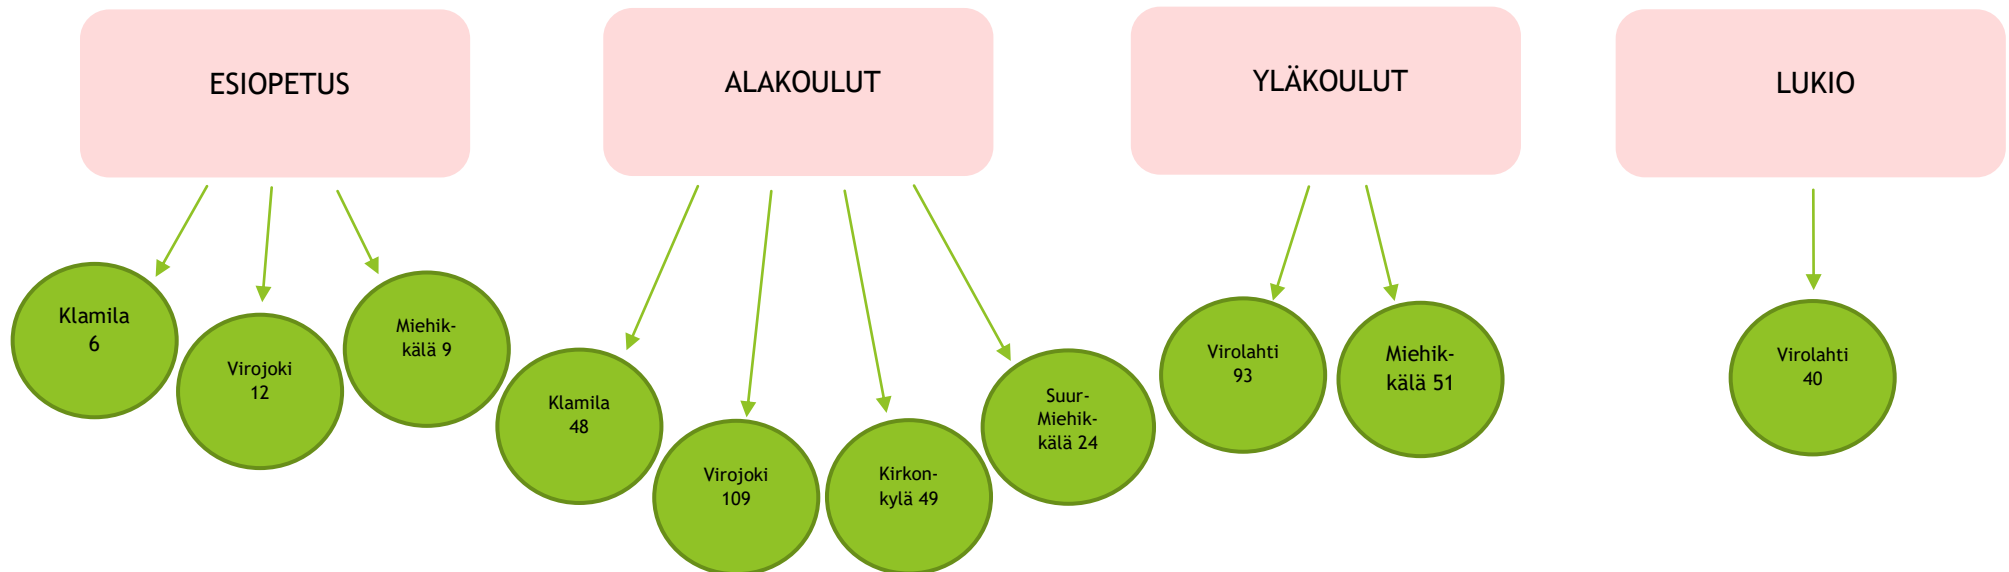 ESIOPETUS
Klamila
6
Virojoki
12
Miehik-
kälä 9
ALAKOULUT
Klamila
48
Virojoki
109
Kirkon-
kylä 49
Suur-
Miehik-
kälä 24
YLÄKOULUT
Virolahti
93
Miehik-
kälä 51
LUKIO
Virolahti
40